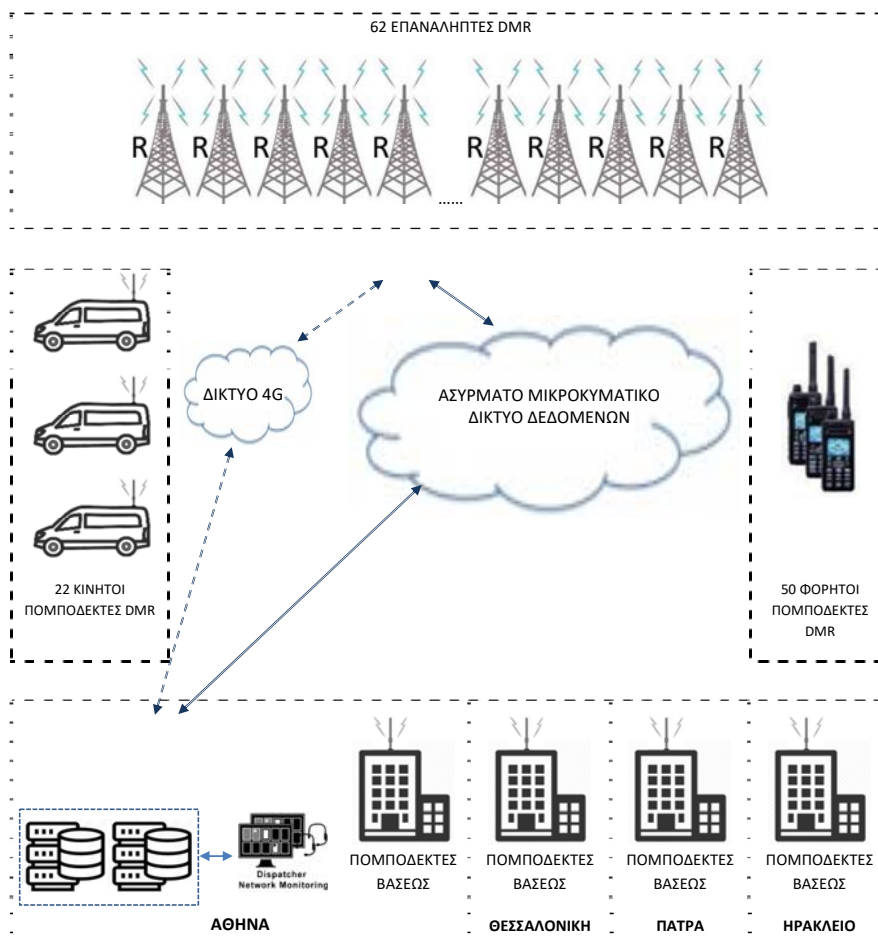 62 ΕΠΑΝΑΛΗΠΤΕΣ DMR
R R R R R R R R R R
......
ΔΙΚΤΥΟ 4G
ΑΣΥΡΜΑΤΟ ΜΙΚΡΟΚΥΜΑΤΙΚΟ
ΔΙΚΤΥΟ ΔΕΔΟΜΕΝΩΝ
22 ΚΙΝΗΤΟΙ
ΠΟΜΠΟΔΕΚΤΕΣ DMR
50 ΦΟΡΗΤΟΙ
ΠΟΜΠΟΔΕΚΤΕΣ
DMR
Dispatcher
Network Monitoring
ΠΟΜΠΟΔΕΚΤΕΣ
ΒΑΣΕΩΣ
ΠΟΜΠΟΔΕΚΤΕΣ
ΒΑΣΕΩΣ
ΠΟΜΠΟΔΕΚΤΕΣ
ΒΑΣΕΩΣ
ΠΟΜΠΟΔΕΚΤΕΣ
ΒΑΣΕΩΣ
ΑΘΗΝΑ
ΘΕΣΣΑΛΟΝΙΚΗ
ΠΑΤΡΑ
ΗΡΑΚΛΕΙΟ